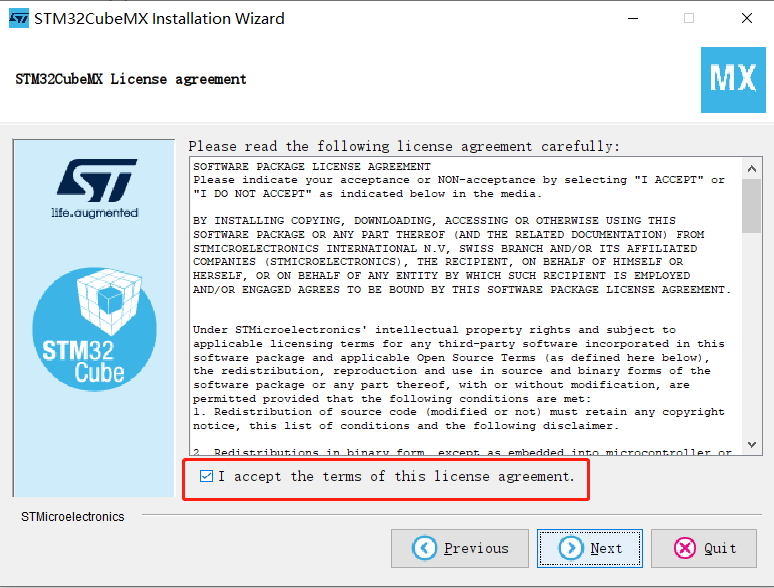 STM32CubeMX Installation Wizard
STM32CubeMX License agreement
MX
Please read the following license agreement carefully:
SOFTWARE PACKAGE LICENSE AGREEMENT
Please indicate your acceptance or NON-acceptance by selecting "I ACCEPT" or
"I DO NOT ACCEPT" as indicated below in the media.
BY INSTALLING COPYING, DOWNLOADING, ACCESSING OR OTHERWISE USING THIS
SOFTWARE PACKAGE OR ANY PART THEREOF (AND THE RELATED DOCUMENTATION) FROM
STMICROELECTRONICS INTERNATIONAL N.V, SWISS BRANCH AND/OR ITS AFFILIATED
COMPANIES (STMICROELECTRONICS), THE RECIPIENT, ON BEHALF OF HIMSELF OR
HERSELF, OR ON BEHALF OF ANY ENTITY BY WHICH SUCH RECIPIENT IS EMPLOYED
AND/OR ENGAGED AGREES TO BE BOUND BY THIS SOFTWARE PACKAGE LICENSE AGREEMENT.
Under STMicroelectronics' intellectual property rights and subject to
applicable licensing terms for any third-party software incorporated in this
software package and applicable Open Source Terms (as defined here below),
the redistribution, reproduction and use in source and binary forms of the
software package or any part thereof, with or without modification, are
permitted provided that the following conditions are met:
1. Redistribution of source code (modified or not) must retain any copyright
notice, this list of conditions and the following disclaimer.
2. Redistributions in binary form, except as embedded into microcontroller or
ST
life.augmented
STM32
Cube
I accept the terms of this license agreement.
STMicroelectronics
Previous
Next
Quit